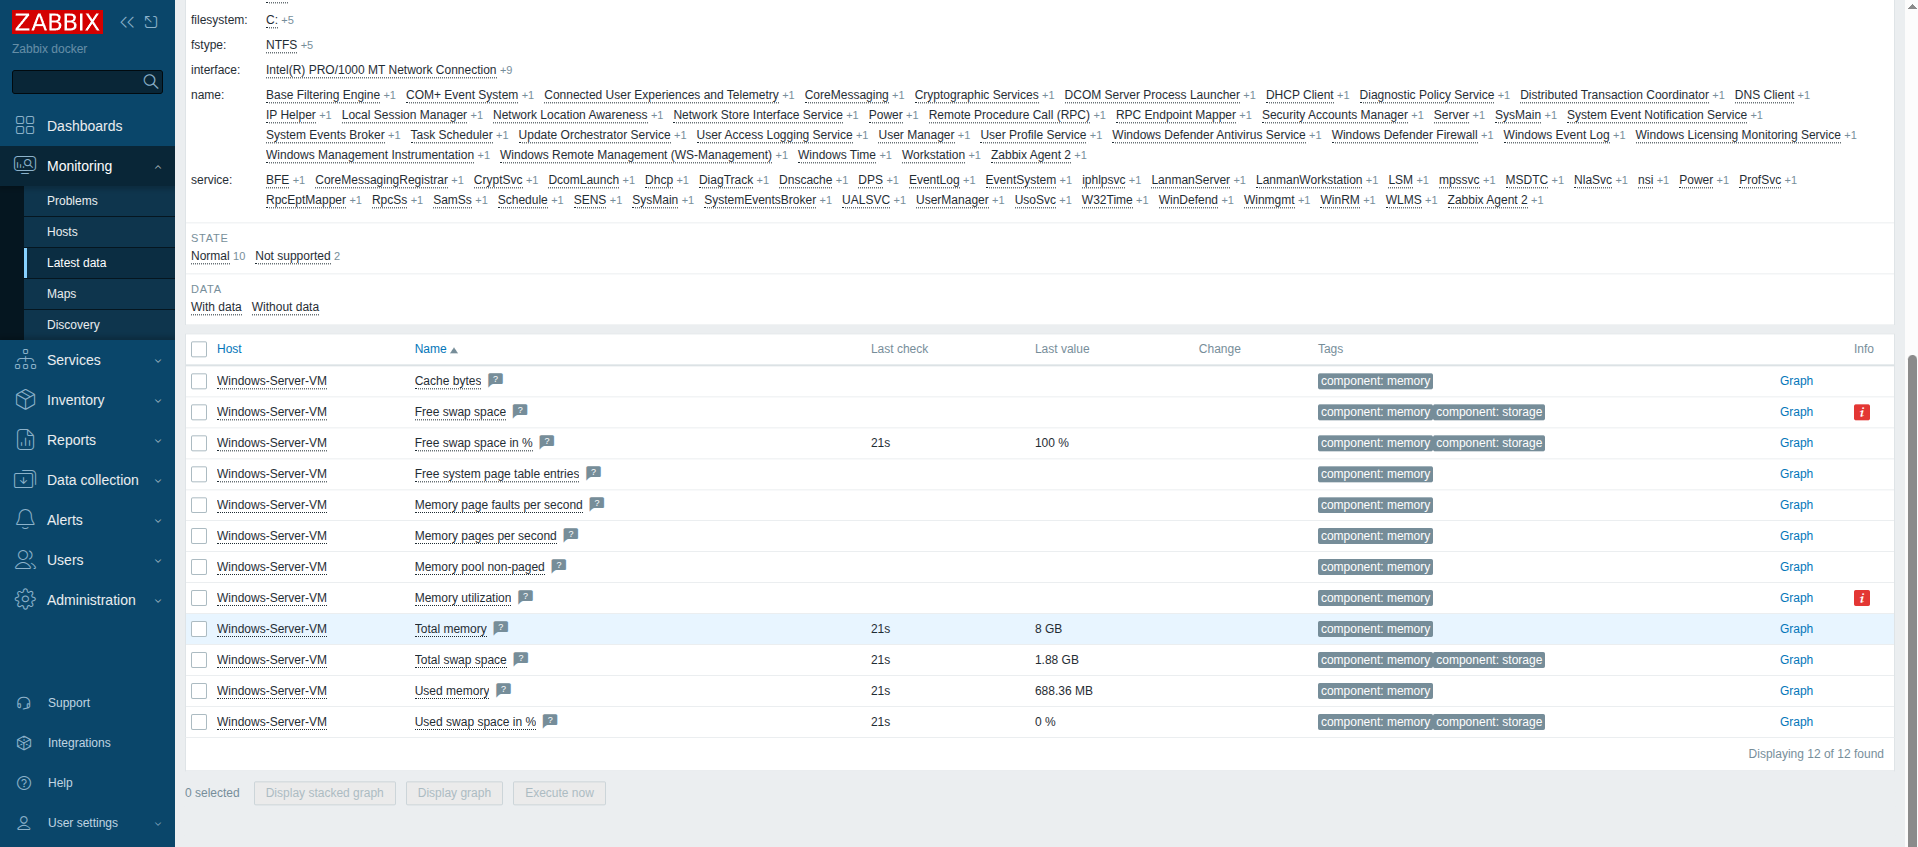 ZABBIX
Zabbix docker
Dashboards
Monitoring
Problems
Hosts
Latest data
Maps
Discovery
Services
Inventory
Reports
Data collection
Alerts
Users
Administration
Support
Integrations
Help
User settings
filesystem: C: +5
fstype: NTFS +5
interface: Intel(R) PRO/1000 MT Network Connection +9
name: Base Filtering Engine +1 COM+ Event System +1 Connected User Experiences and Telemetry +1 CoreMessaging +1 Cryptographic Services +1 DCOM Server Process Launcher +1 DHCP Client +1 Diagnostic Policy Service +1 Distributed Transaction Coordinator +1 DNS Client +1
IP Helper +1 Local Session Manager +1 Network Location Awareness +1 Network Store Interface Service +1 Power +1 Remote Procedure Call (RPC) +1 RPC Endpoint Mapper +1 Security Accounts Manager +1 Server +1 SysMain +1 System Event Notification Service +1
System Events Broker +1 Task Scheduler +1 Update Orchestrator Service +1 User Access Logging Service +1 User Manager +1 User Profile Service +1 Windows Defender Antivirus Service +1 Windows Defender Firewall +1 Windows Event Log +1 Windows Licensing Monitoring Service +1
Windows Management Instrumentation +1 Windows Remote Management (WS-Management) +1 Windows Time +1 Workstation +1 Zabbix Agent 2 +1
service: BFE +1 CoreMessagingRegistrar +1 CryptSvc +1 DcomLaunch +1 Dhcp +1 DiagTrack +1 Dnscache +1 DPS +1 EventLog +1 EventSystem +1 iphlpsvc +1 LanmanServer +1 LanmanWorkstation +1 LSM +1 mpssvc +1 MSDTC +1 NlaSvc +1 nsi +1 Power +1 ProfSvc +1
RpcEptMapper +1 RpcSs +1 SamSs +1 Schedule +1 SENS +1 SysMain +1 SystemEventsBroker +1 UALSVC +1 UserManager +1 UsoSvc +1 W32Time +1 WinDefend +1 Winmgmt +1 WinRM +1 WLMS +1 Zabbix Agent 2 +1
STATE
Normal 10 Not supported 2
DATA
With data Without data
Host Name Last check Last value Change Tags Info
Windows-Server-VM Cache bytes ? component: memory Graph
Windows-Server-VM Free swap space ? component: memory component: storage Graph i
Windows-Server-VM Free swap space in % ? 21s 100 % component: memory component: storage Graph
Windows-Server-VM Free system page table entries ? component: memory Graph
Windows-Server-VM Memory page faults per second ? component: memory Graph
Windows-Server-VM Memory pages per second ? component: memory Graph
Windows-Server-VM Memory pool non-paged ? component: memory Graph
Windows-Server-VM Memory utilization ? component: memory Graph i
Windows-Server-VM Total memory ? 21s 8 GB component: memory Graph
Windows-Server-VM Total swap space ? 21s 1.88 GB component: memory component: storage Graph
Windows-Server-VM Used memory ? 21s 688.36 MB component: memory Graph
Windows-Server-VM Used swap space in % ? 21s 0 % component: memory component: storage Graph
Displaying 12 of 12 found
0 selected Display stacked graph Display graph Execute now